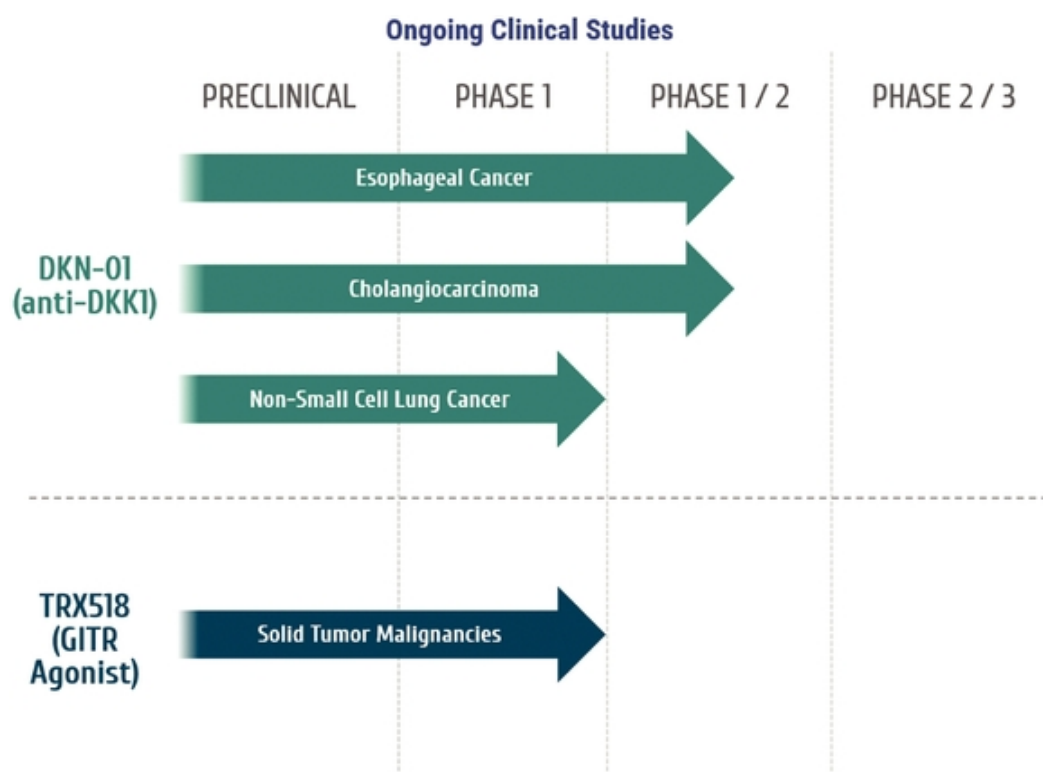 Ongoing Clinical Studies
PRECLINICAL
PHASE 1
PHASE 1 / 2
PHASE 2 / 3
Esophageal Cancer
DKN-01
(anti-DKK1)
Cholangiocarcinoma
Non-Small Cell Lung Cancer
TRX518
(GITR
Agonist)
Solid Tumor Malignancies